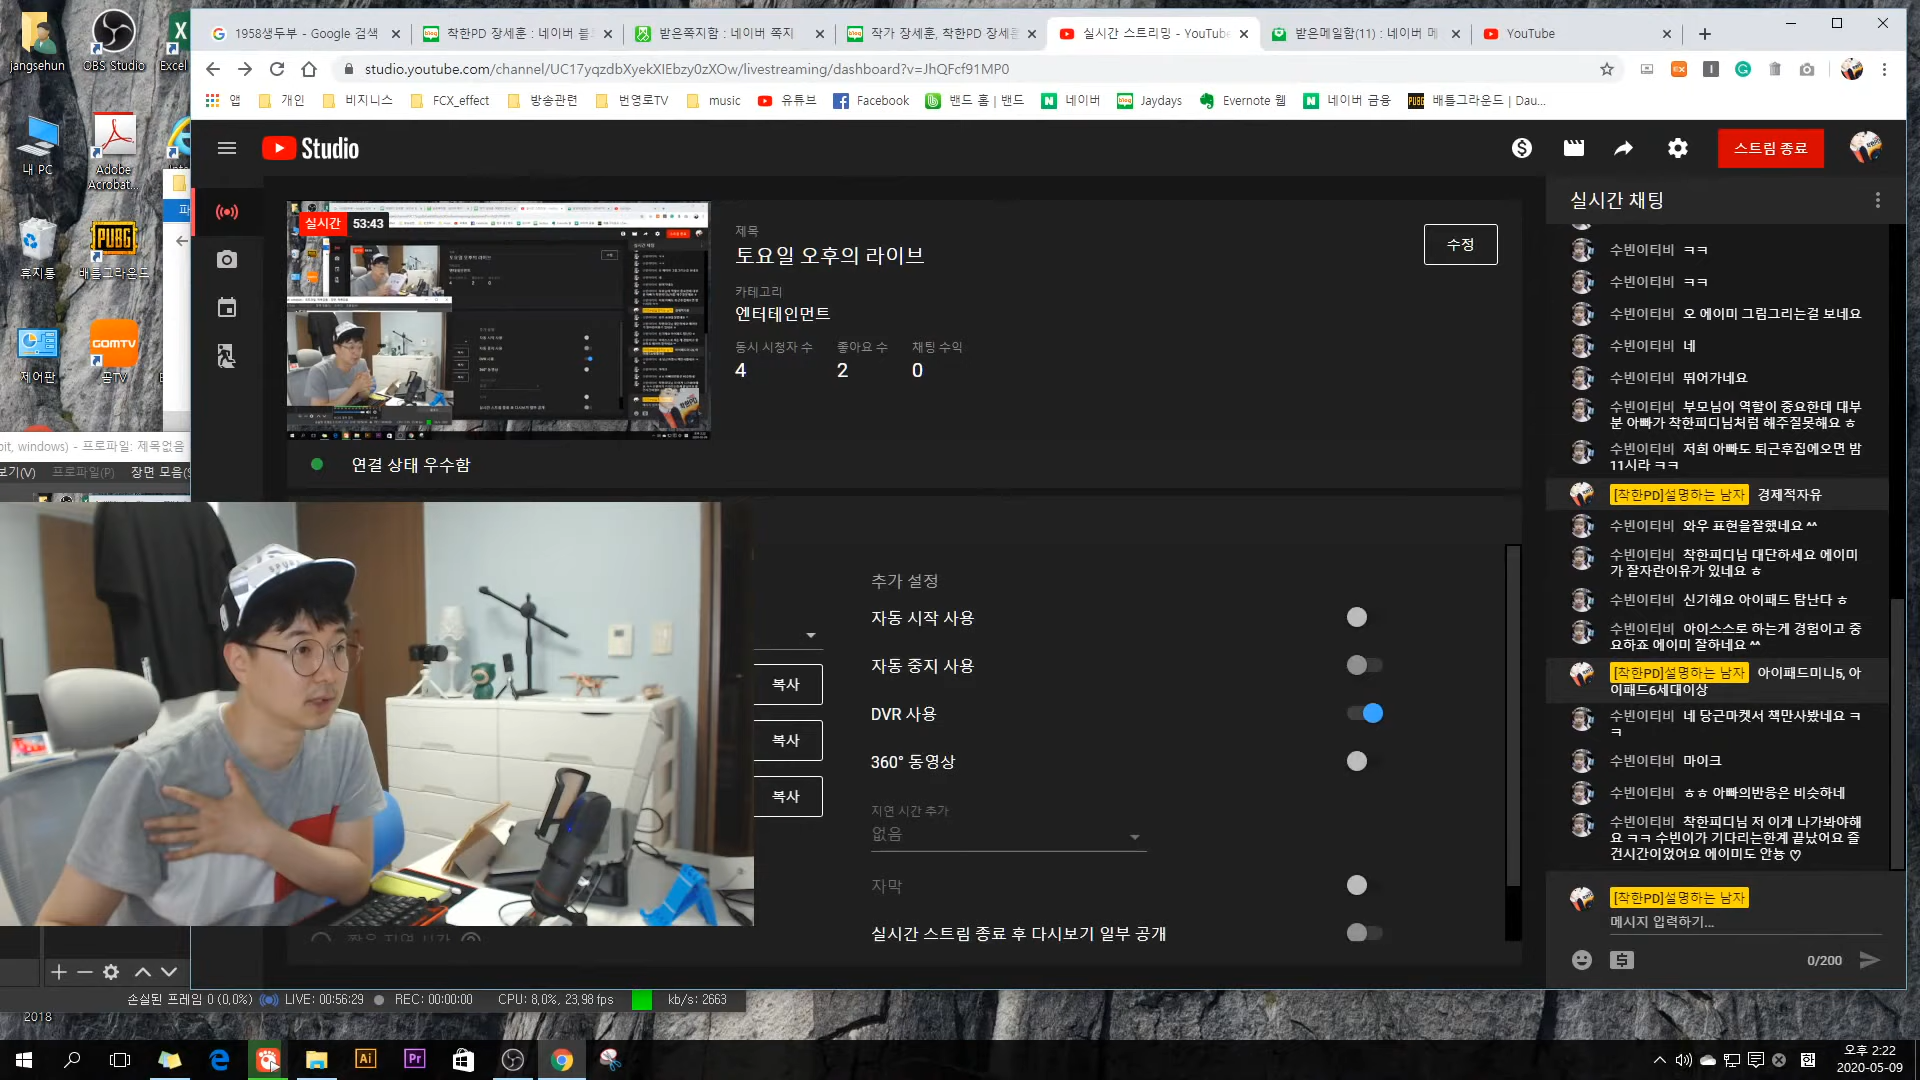 jangsehun
OBS Studio
Excel
내 PC
Adobe
Acrobat...
휴지통
배틀그라운드
제어판
곰TV
1958생두부 - Google 검색
착한PD 장세훈 : 네이버 블
받은쪽지함 : 네이버 쪽지
작가 장세훈, 착한PD 장세훈
실시간 스트리밍 - YouTube
받은메일함(11) : 네이버 메
YouTube
studio.youtube.com/channel/UC17yqzdbXyekXIEbzy0zXOw/livestreaming/dashboard?v=JhQFcf91MP0
앱
개인
비지니스
FCX_effect
방송관련
번영로TV
music
유튜브
Facebook
밴드 홈 | 밴드
네이버
Jaydays
Evernote 웹
네이버 금융
배틀그라운드 | Dau...
Studio
스트림 종료
실시간 53:43
제목
토요일 오후의 라이브
수정
카테고리
엔터테인먼트
동시 시청자 수
좋아요 수
채팅 수익
4
2
0
연결 상태 우수함
bit, windows) - 프로파일: 제목없음
보기(V)
프로파일(P)
장면 모음(S
복사
복사
복사
추가 설정
자동 시작 사용
자동 중지 사용
DVR 사용
360° 동영상
지연 시간 추가
없음
자막
실시간 스트림 종료 후 다시보기 일부 공개
실시간 채팅
수빈이티비 ㅋㅋ
수빈이티비 ㅋㅋ
수빈이티비 오 에이미 그림그리는걸 보네요
수빈이티비 네
수빈이티비 뛰어가네요
수빈이티비 부모님이 역할이 중요한데 대부
분 아빠가 착한피디님처럼 해주질못해요 ㅎ
수빈이티비 저희 아빠도 퇴근후집에오면 밤
11시라 ㅋㅋ
[착한PD]설명하는 남자 경제적자유
수빈이티비 와우 표현을잘했네요 ^^
수빈이티비 착한피디님 대단하세요 에이미
가 잘자란이유가 있네요 ㅎ
수빈이티비 신기해요 아이패드 탐난다 ㅎ
수빈이티비 아이스스로 하는게 경험이고 중
요하죠 에이미 잘하네요 ^^
[착한PD]설명하는 남자 아이패드미니5, 아
이패드6세대이상
수빈이티비 네 당근마켓서 책만사봤네요 ㅋ
ㅋ
수빈이티비 마이크
수빈이티비 ㅎㅎ 아빠의반응은 비슷하네
수빈이티비 착한피디님 저 이게 나가봐야해
요 ㅋㅋ 수빈이가 기다리는한계 끝났어요 즐
건시간이었어요 에이미도 안뇽 ♡
[착한PD]설명하는 남자
메시지 입력하기...
0/200
손실된 프레임 0 (0,0%)
LIVE: 00:56:29
REC: 00:00:00
CPU: 8,0%, 23,98 fps
kb/s: 2663
2018
오후 2:22
2020-05-09